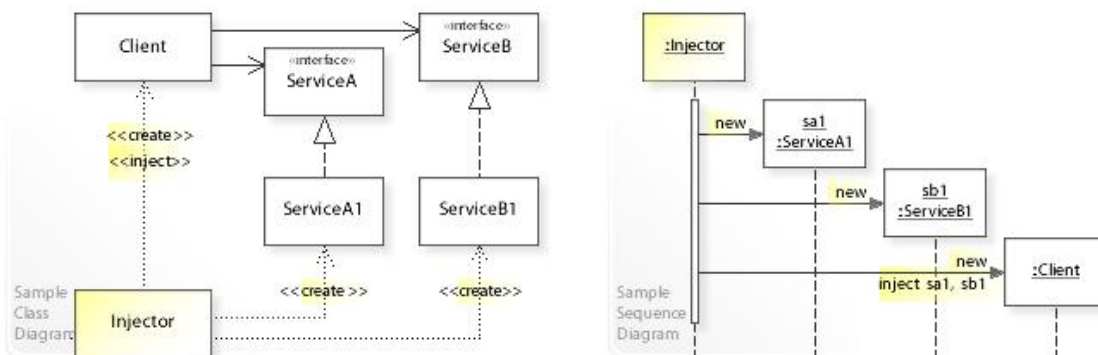 Client
«interface»
ServiceB
«interface»
ServiceA
<<create>>
<<inject>>
ServiceA1
ServiceB1
<<create >>
<<create>>
Sample
Class
Diagram
Injector
:Injector
new
sa1
:ServiceA1
new
sb1
:ServiceB1
new
inject sa1, sb1
:Client
Sample
Sequence
Diagram